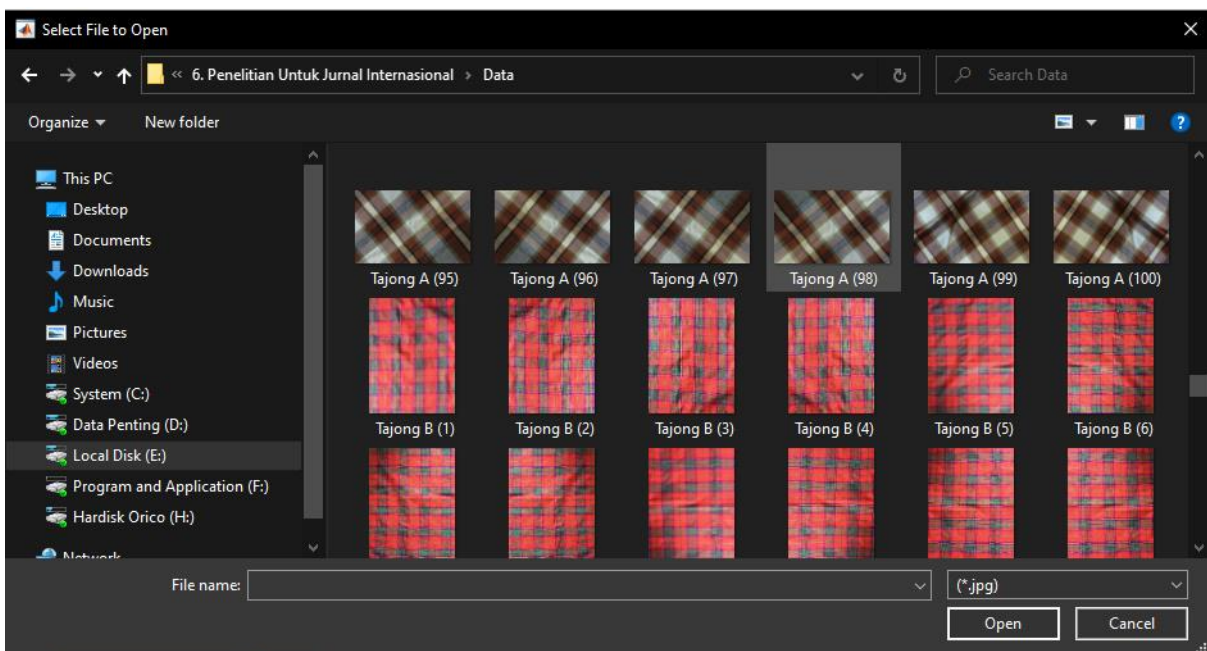 Select File to Open
« 6. Penelitian Untuk Jurnal Internasional › Data
Search Data
Organize
New folder
This PC
Desktop
Documents
Downloads
Music
Pictures
Videos
System (C:)
Data Penting (D:)
Local Disk (E:)
Program and Application (F:)
Hardisk Orico (H:)
Network
Tajong A (95) Tajong A (96) Tajong A (97) Tajong A (98) Tajong A (99) Tajong A (100)
Tajong B (1) Tajong B (2) Tajong B (3) Tajong B (4) Tajong B (5) Tajong B (6)
File name:
(*.jpg)
Open
Cancel